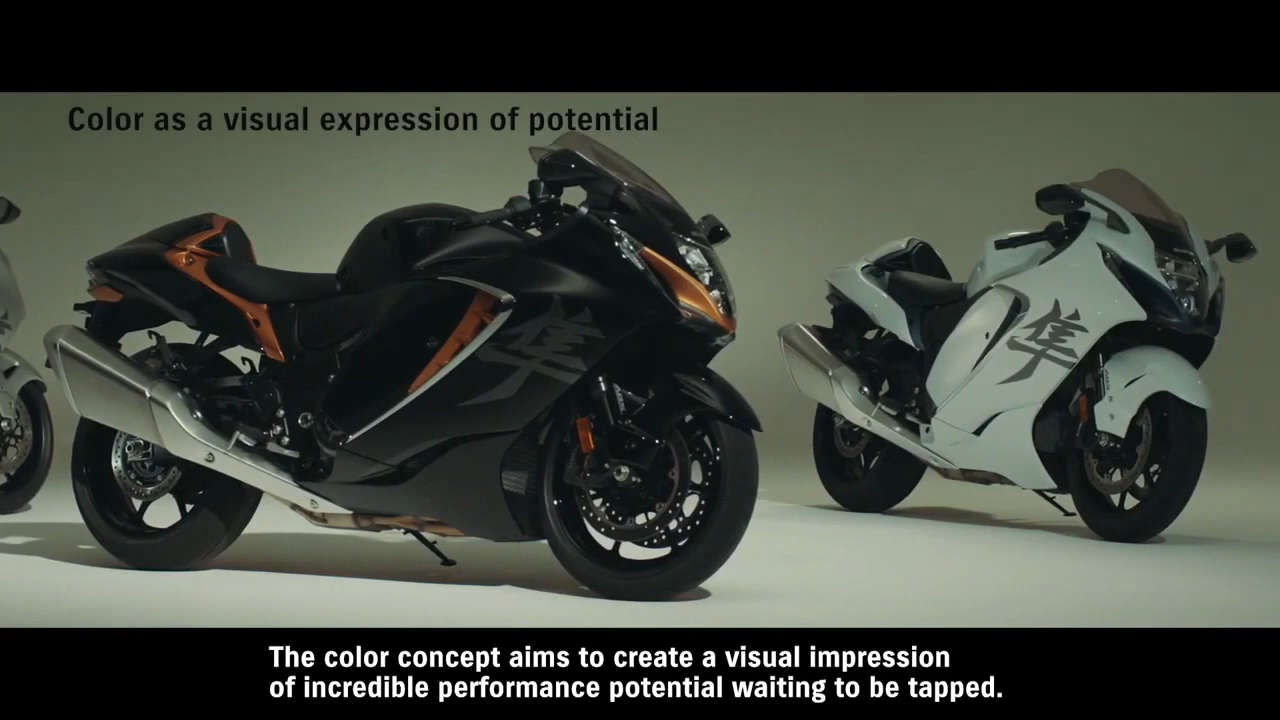 Color as a visual expression of potential
隼
隼
The color concept aims to create a visual impression
of incredible performance potential waiting to be tapped.